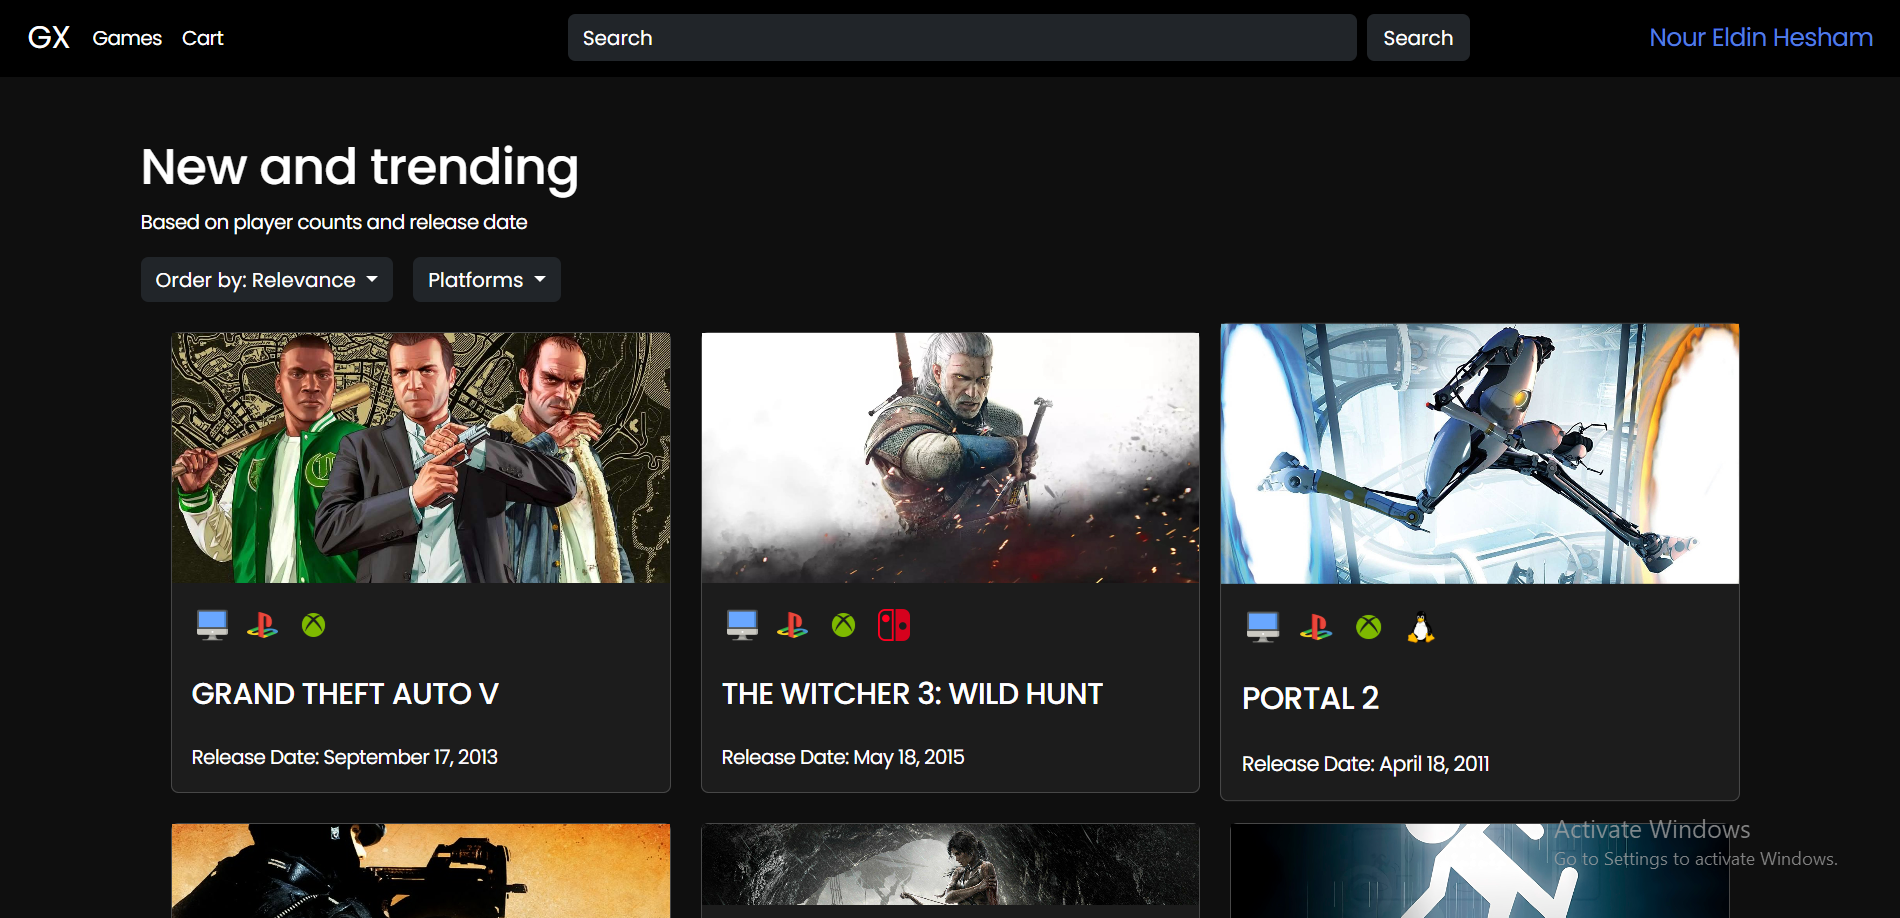 GX Games Cart Search Search Nour Eldin Hesham
New and trending
Based on player counts and release date
Order by: Relevance Platforms
GRAND THEFT AUTO V
Release Date: September 17, 2013
THE WITCHER 3: WILD HUNT
Release Date: May 18, 2015
PORTAL 2
Release Date: April 18, 2011
Activate Windows
Go to Settings to activate Windows.